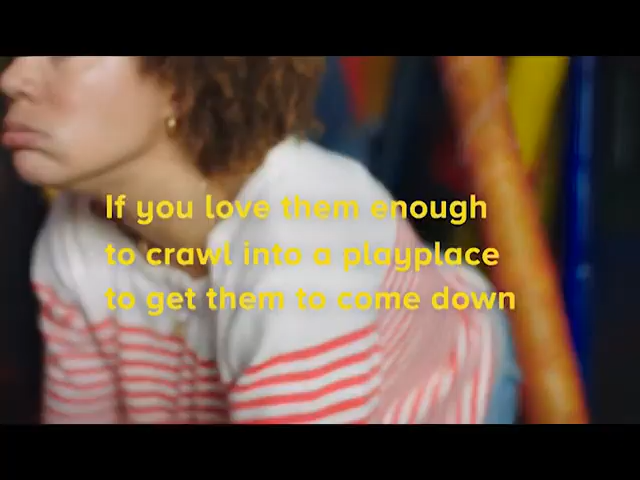 If you love them enough
to crawl into a playplace
to get them to come down